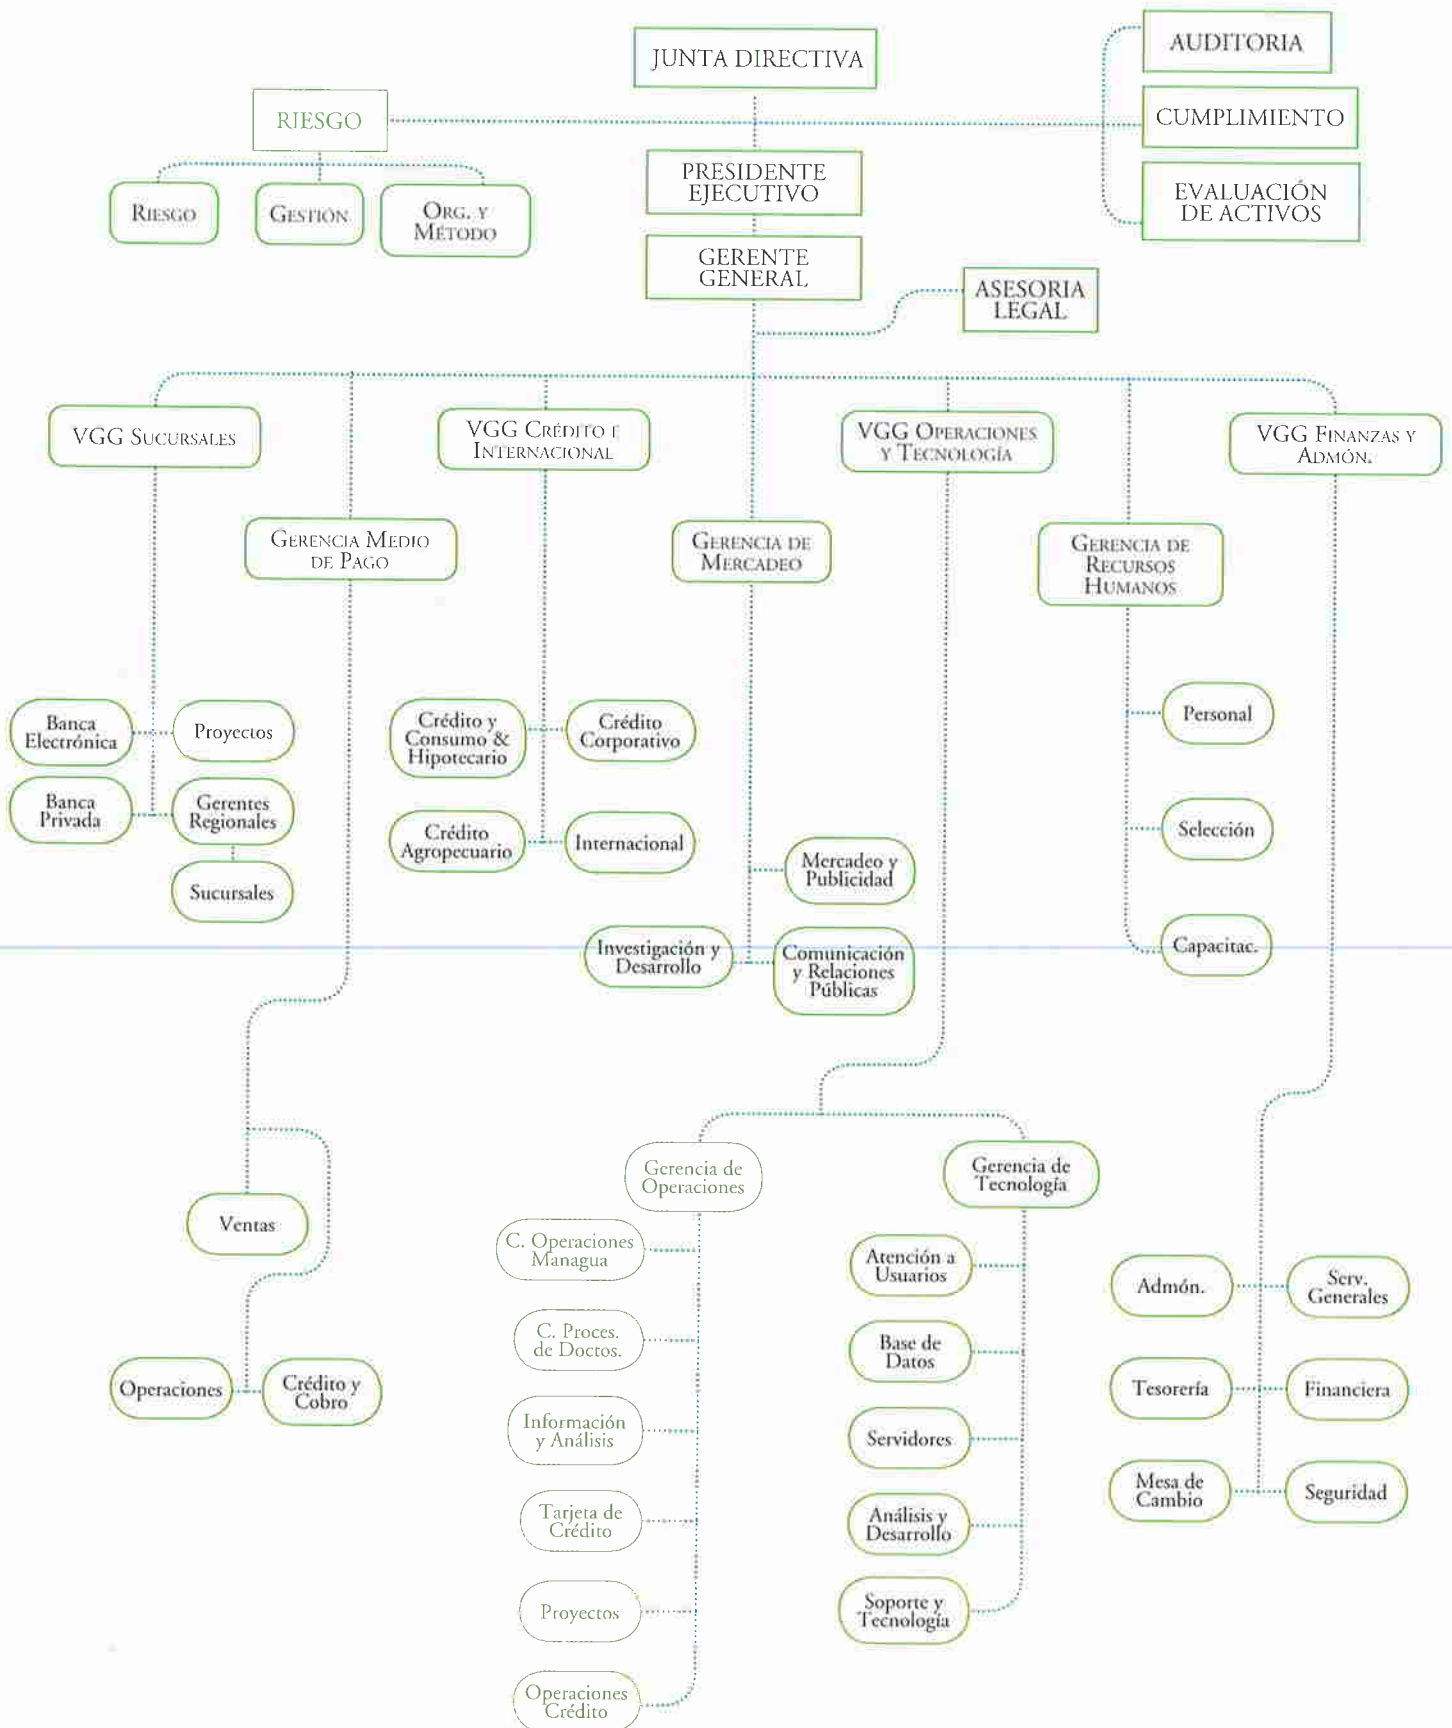 JUNTA DIRECTIVA
AUDITORIA
RIESGO
CUMPLIMIENTO
PRESIDENTE
EJECUTIVO
EVALUACIÓN
DE ACTIVOS
RIESGO
GESTIÓN
ORG. Y
MÉTODO
GERENTE
GENERAL
ASESORIA
LEGAL
VGG SUCURSALES
VGG CRÉDITO E
INTERNACIONAL
VGG OPERACIONES
Y TECNOLOGÍA
VGG FINANZAS Y
ADMÓN.
GERENCIA MEDIO
DE PAGO
GERENCIA DE
MERCADEO
GERENCIA DE
RECURSOS
HUMANOS
Banca
Electrónica
Proyectos
Banca
Privada
Gerentes
Regionales
Sucursales
Crédito y
Consumo &
Hipotecario
Crédito
Corporativo
Crédito
Agropecuario
Internacional
Mercadeo y
Publicidad
Investigación y
Desarrollo
Comunicación
y Relaciones
Públicas
Personal
Selección
Capacitac.
Ventas
Operaciones
Crédito y
Cobro
Gerencia de
Operaciones
C. Operaciones
Managua
C. Proces.
de Doctos.
Información
y Análisis
Tarjeta de
Crédito
Proyectos
Operaciones
Crédito
Gerencia de
Tecnología
Atención a
Usuarios
Base de
Datos
Servidores
Análisis y
Desarrollo
Soporte y
Tecnología
Admón.
Serv.
Generales
Tesorería
Financiera
Mesa de
Cambio
Seguridad